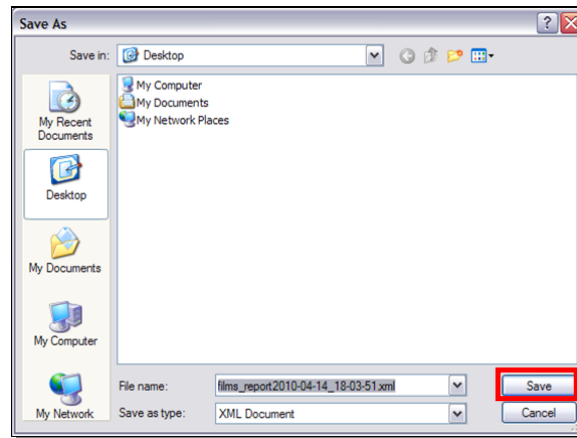 Save As
Save in:
Desktop
My Recent
Documents
Desktop
My Documents
My Computer
My Network
My Computer
My Documents
My Network Places
File name:
films_report2010-04-14_18-03-51.xml
Save
Save as type:
XML Document
Cancel